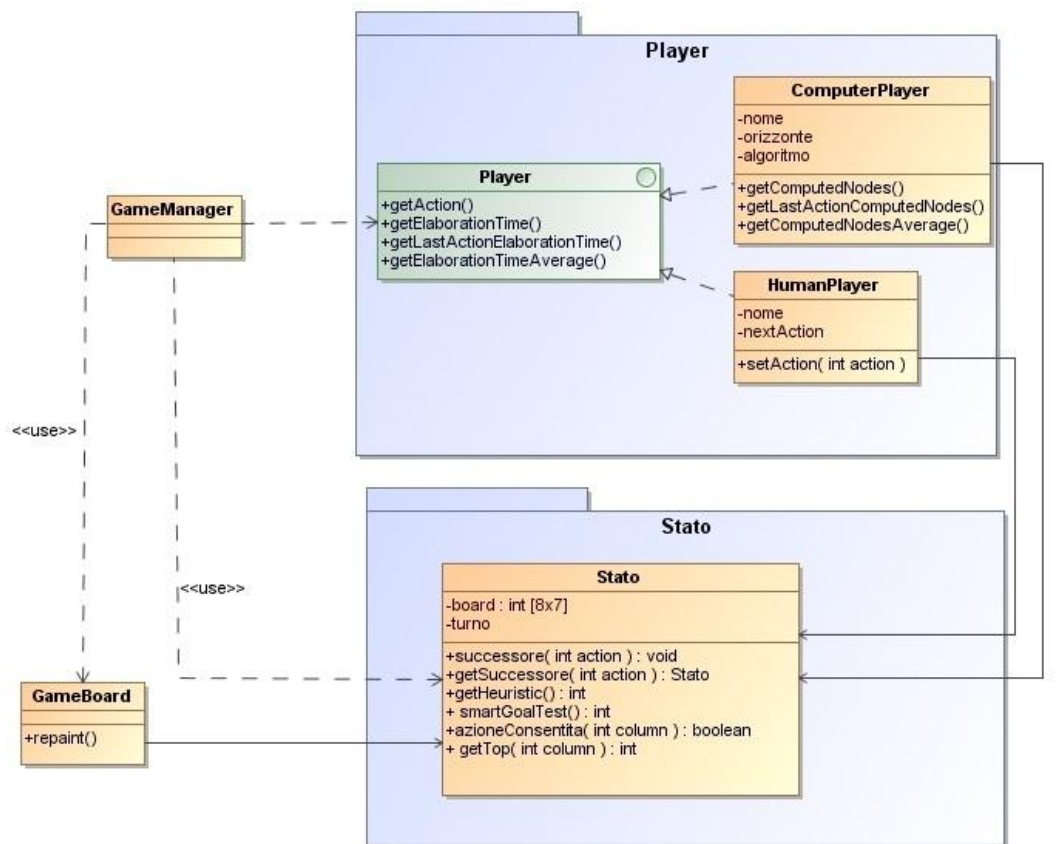 Player
ComputerPlayer
-nome
-orizzonte
-algoritmo
+getComputedNodes()
+getLastActionComputedNodes()
+getComputedNodesAverage()
Player
+getAction()
+getElaborationTime()
+getLastActionElaborationTime()
+getElaborationTimeAverage()
GameManager
HumanPlayer
-nome
-nextAction
+setAction( int action )
<<use>>
<<use>>
Stato
Stato
-board : int [8x7]
-turno
+successore( int action ) : void
+getSuccessore( int action ) : Stato
+getHeuristic() : int
+ smartGoalTest() : int
+azioneConsentita( int column ) : boolean
+ getTop( int column ) : int
GameBoard
+repaint()